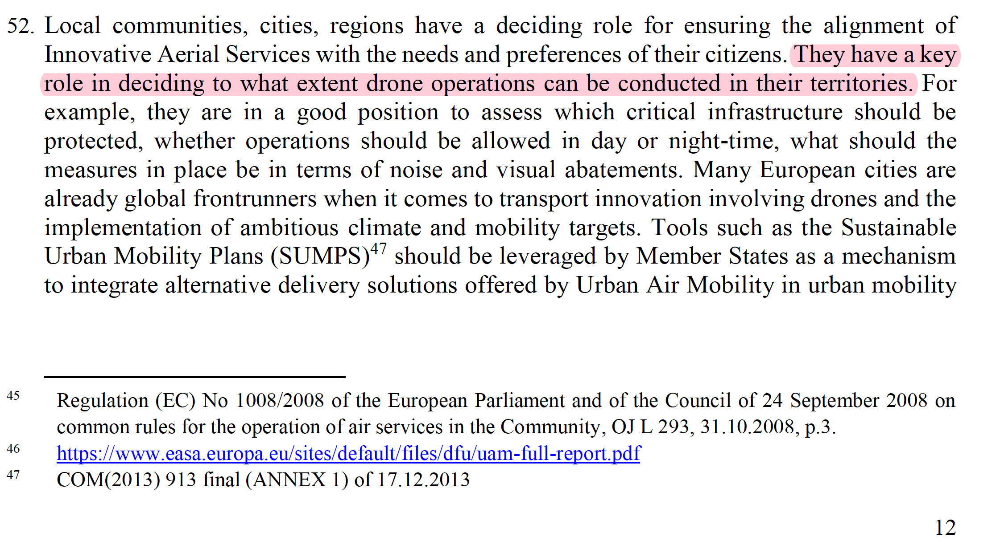 52. Local communities, cities, regions have a deciding role for ensuring the alignment of
Innovative Aerial Services with the needs and preferences of their citizens. They have a key
role in deciding to what extent drone operations can be conducted in their territories. For
example, they are in a good position to assess which critical infrastructure should be
protected, whether operations should be allowed in day or night-time, what should the
measures in place be in terms of noise and visual abatements. Many European cities are
already global frontrunners when it comes to transport innovation involving drones and the
implementation of ambitious climate and mobility targets. Tools such as the Sustainable
Urban Mobility Plans (SUMPS)47 should be leveraged by Member States as a mechanism
to integrate alternative delivery solutions offered by Urban Air Mobility in urban mobility
45 Regulation (EC) No 1008/2008 of the European Parliament and of the Council of 24 September 2008 on
common rules for the operation of air services in the Community, OJ L 293, 31.10.2008, p.3.
46 https://www.easa.europa.eu/sites/default/files/dfu/uam-full-report.pdf
47 COM(2013) 913 final (ANNEX 1) of 17.12.2013
12